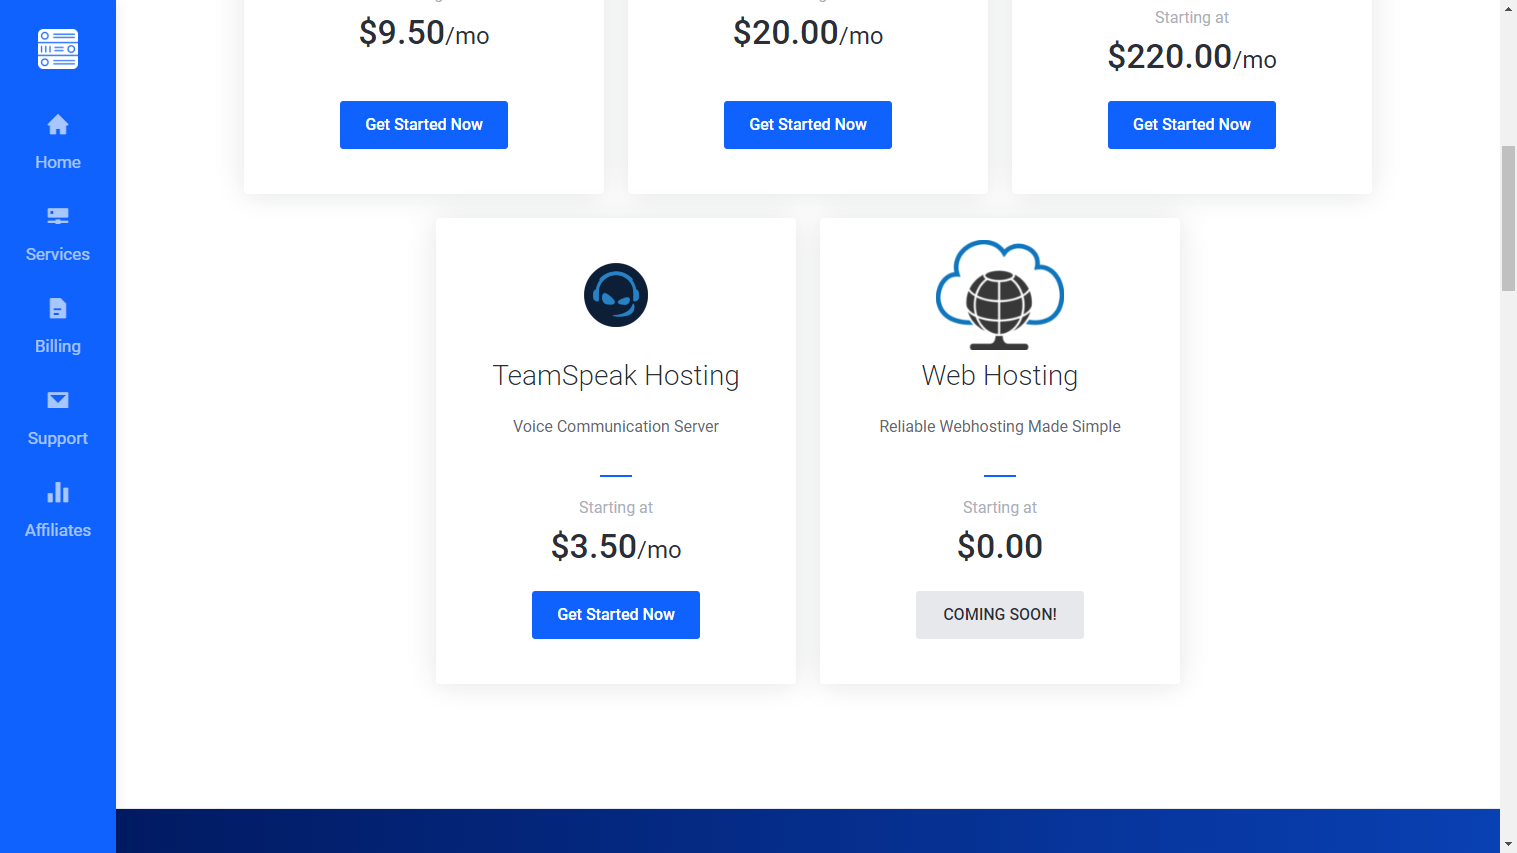 Home
Services
Billing
Support
Affiliates
$9.50/mo
Get Started Now
$20.00/mo
Get Started Now
Starting at
$220.00/mo
Get Started Now
TeamSpeak Hosting
Voice Communication Server
Starting at
$3.50/mo
Get Started Now
Web Hosting
Reliable Webhosting Made Simple
Starting at
$0.00
COMING SOON!